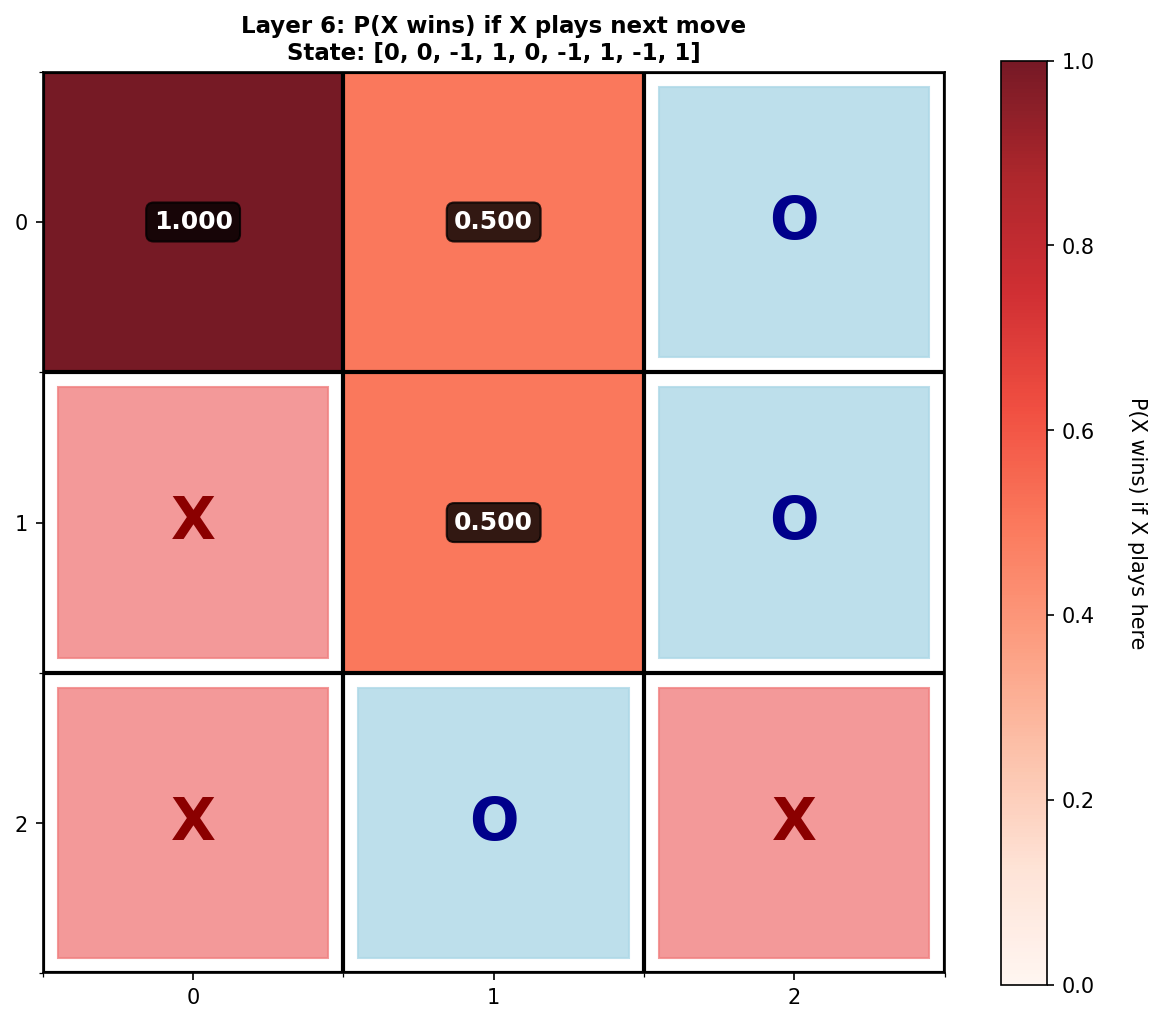 Layer 6: P(X wins) if X plays next move
State: [0, 0, -1, 1, 0, -1, 1, -1, 1]
0
1.000
0.500
O
1
X
0.500
O
2
X
O
X
0
1
2
1.0
0.8
0.6
0.4
0.2
0.0
P(X wins) if X plays here